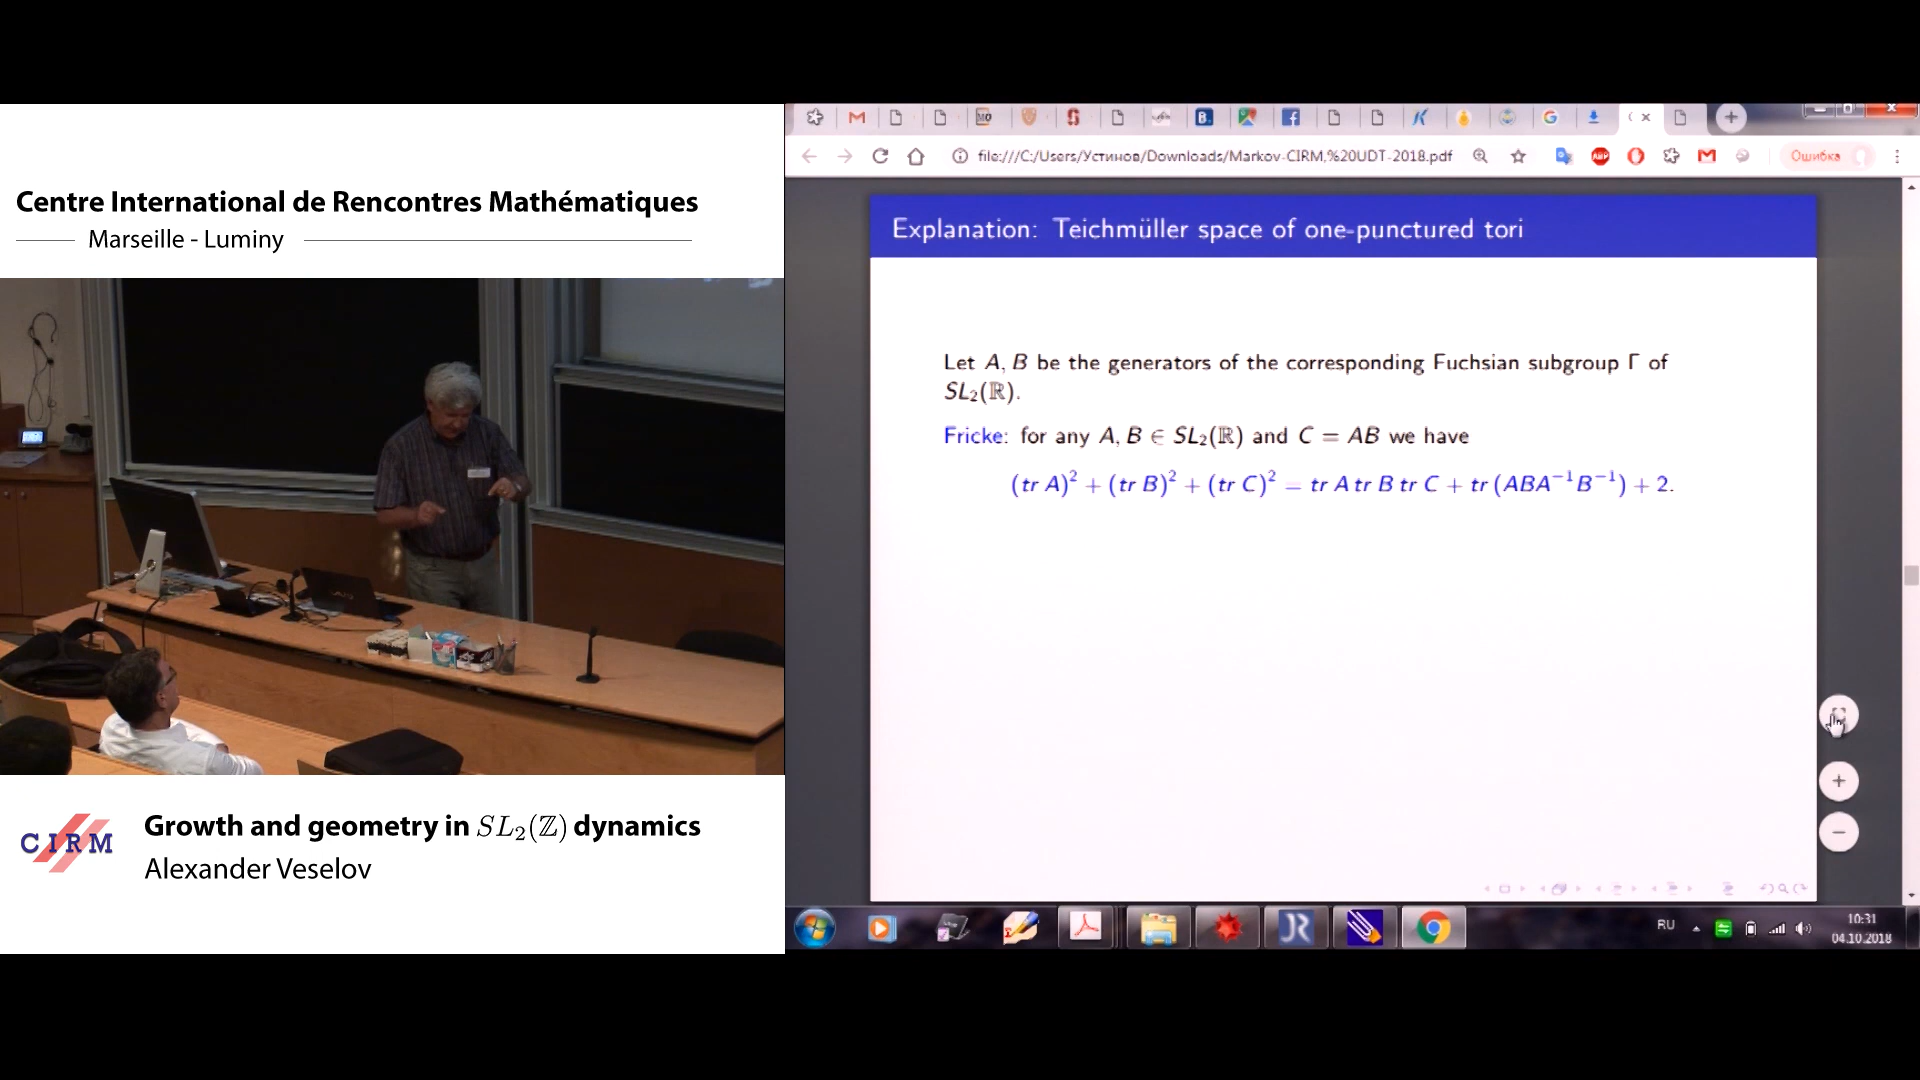 Centre International de Rencontres Mathématiques
Marseille - Luminy
CIRM
Growth and geometry in SL₂(ℤ) dynamics
Alexander Veselov
file:///C:/Users/Устинов/Downloads/Markov-CIRM,%20UDT-2018.pdf
Ошибка
Explanation: Teichmüller space of one-punctured tori
Let A, B be the generators of the corresponding Fuchsian subgroup Γ of
SL₂(ℝ).
Fricke: for any A, B ∈ SL₂(ℝ) and C = AB we have
(tr A)² + (tr B)² + (tr C)² = tr A tr B tr C + tr (ABA⁻¹B⁻¹) + 2.
RU
10:31
04.10.2018